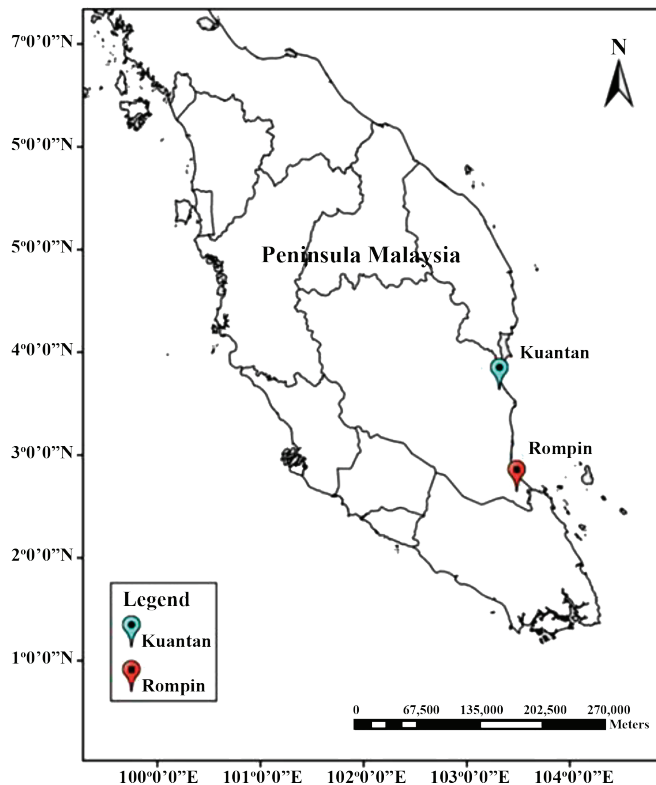 7°0'0"N
N
5°0'0"N
5°0'0"N
Peninsula Malaysia
4°0'0"N
Kuantan
3°0'0"N
Rompin
2°0'0"N
Legend
Kuantan
1°0'0"N
Rompin
0 67,500 135,000 202,500 270,000
Meters
100°0'0"E 101°0'0"E 102°0'0"E 103°0'0"E 104°0'0"E